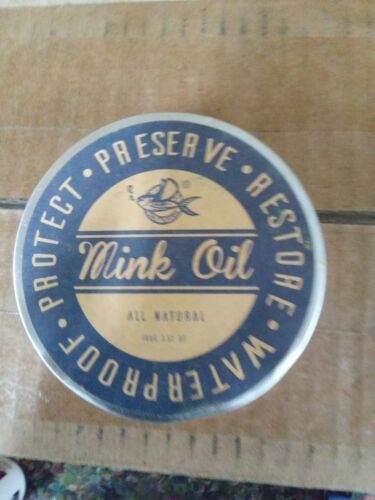 PROTECT • PRESERVE • RESTORE • WATERPROOF •
®
Mink Oil
ALL NATURAL